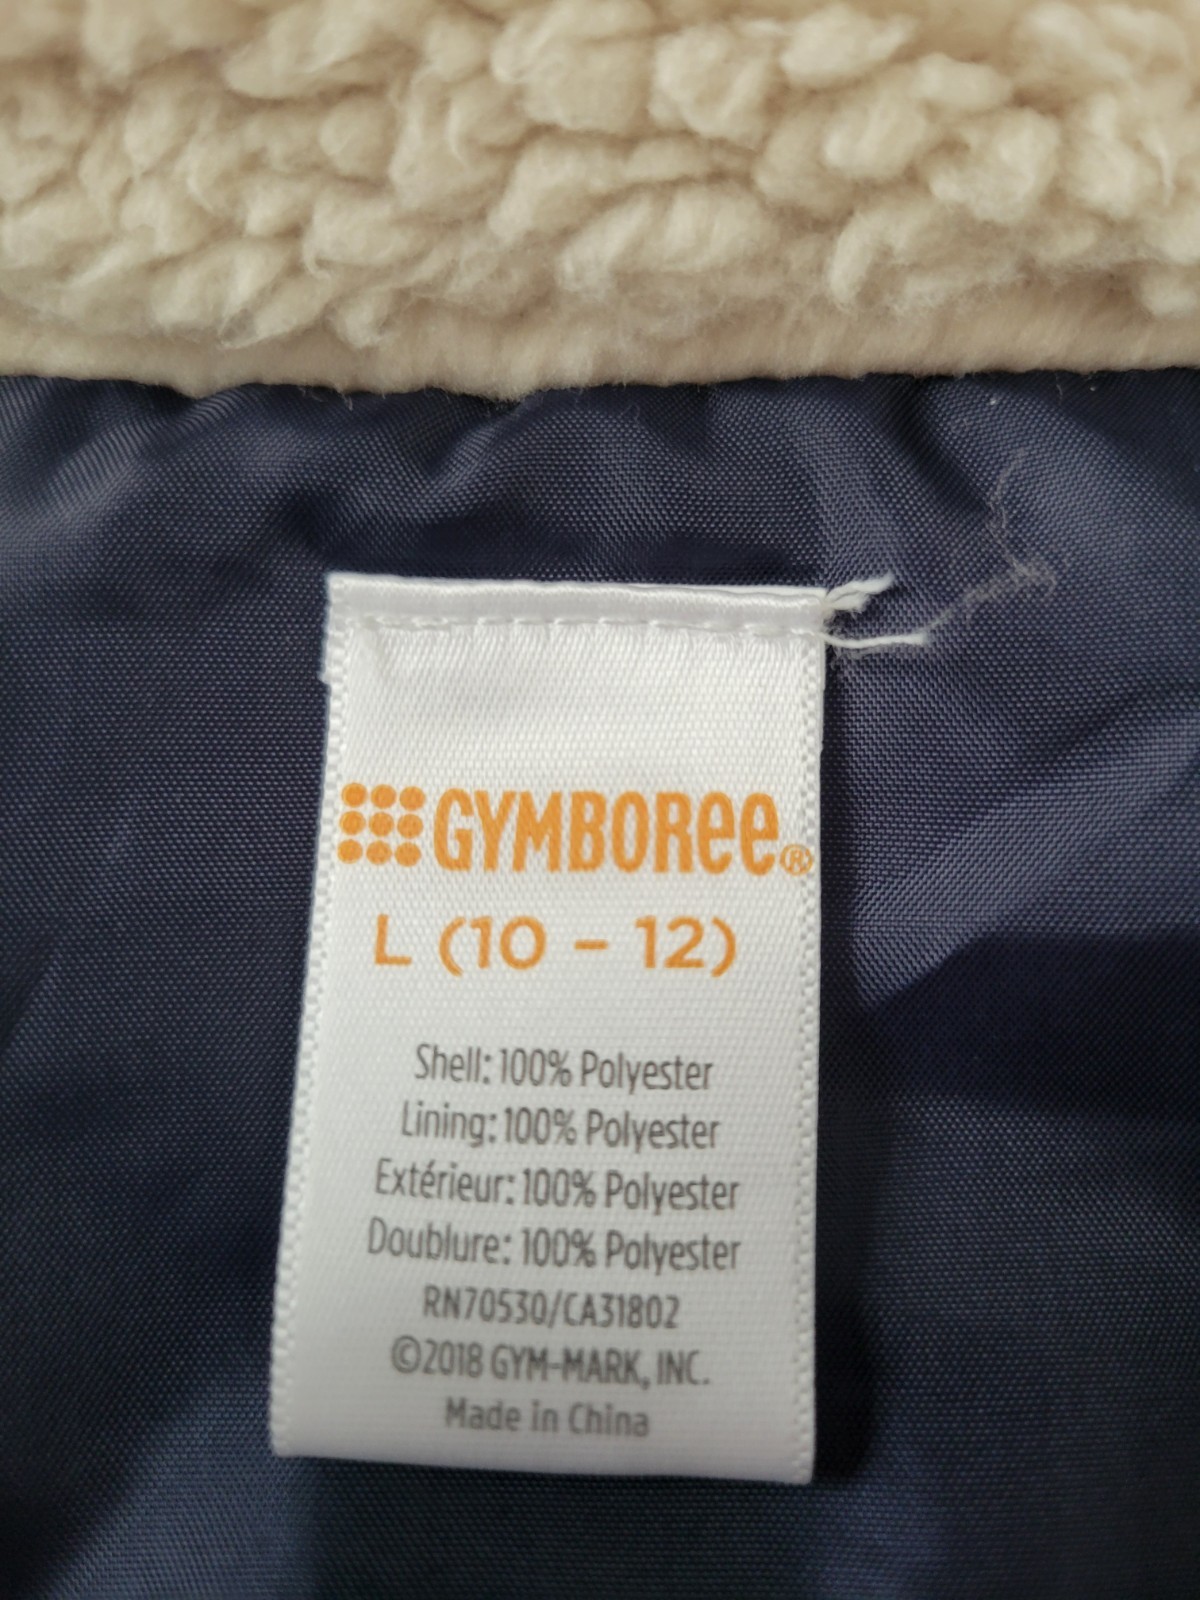 GYMBOREE®
L (10 – 12)
Shell: 100% Polyester
Lining: 100% Polyester
Extérieur: 100% Polyester
Doublure: 100% Polyester
RN70530/CA31802
©2018 GYM-MARK, INC.
Made in China